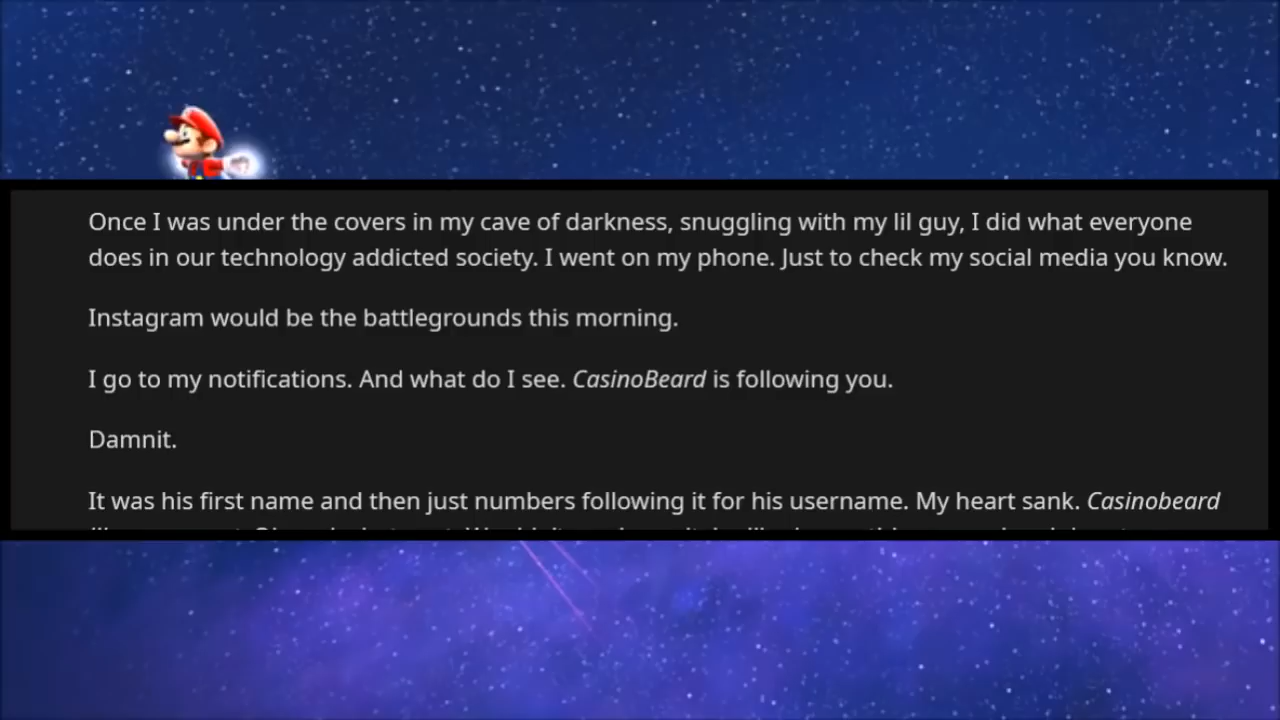 Once I was under the covers in my cave of darkness, snuggling with my lil guy, I did what everyone
does in our technology addicted society. I went on my phone. Just to check my social media you know.
Instagram would be the battlegrounds this morning.
I go to my notifications. And what do I see. CasinoBeard is following you.
Damnit.
It was his first name and then just numbers following it for his username. My heart sank. Casinobeard